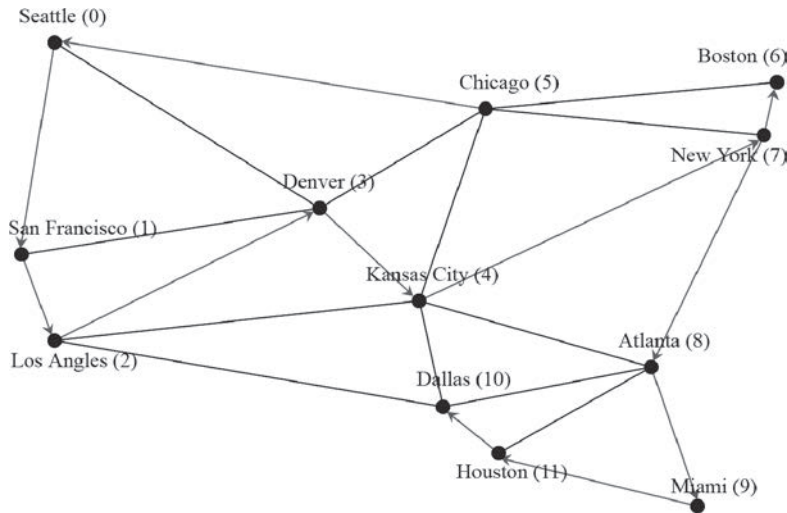 Seattle (0)
Boston (6)
Chicago (5)
New York (7)
Denver (3)
San Francisco (1)
Kansas City (4)
Atlanta (8)
Los Angles (2)
Dallas (10)
Houston (11)
Miami (9)